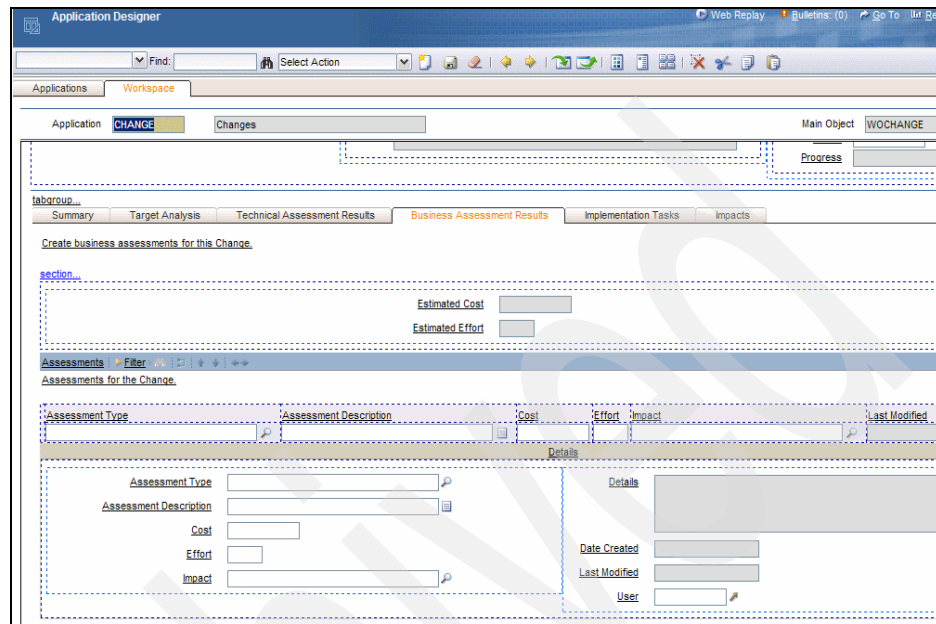 Application Designer
Web Replay Bulletins: (0) Go To Re
Find: Select Action
Applications Workspace
Application CHANGE Changes Main Object WOCHANGE
Progress
tabgroup...
Summary Target Analysis Technical Assessment Results Business Assessment Results Implementation Tasks Impacts
Create business assessments for this Change.
section...
Estimated Cost
Estimated Effort
Assessments Filter
Assessments for the Change.
Assessment Type Assessment Description Cost Effort Impact Last Modified
Details
Assessment Type Details
Assessment Description
Cost
Effort Date Created
Impact Last Modified
User